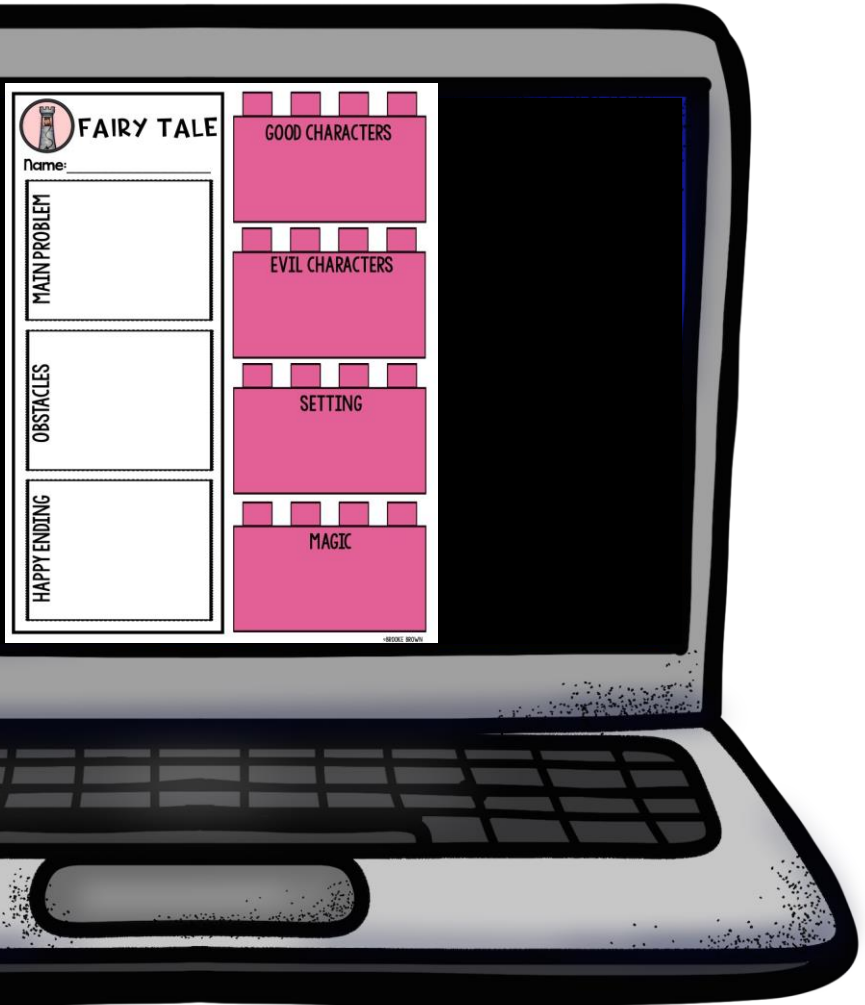 FAIRY TALE
Name:
MAIN PROBLEM
OBSTACLES
HAPPY ENDING
GOOD CHARACTERS
EVIL CHARACTERS
SETTING
MAGIC
©BROOKE BROWN